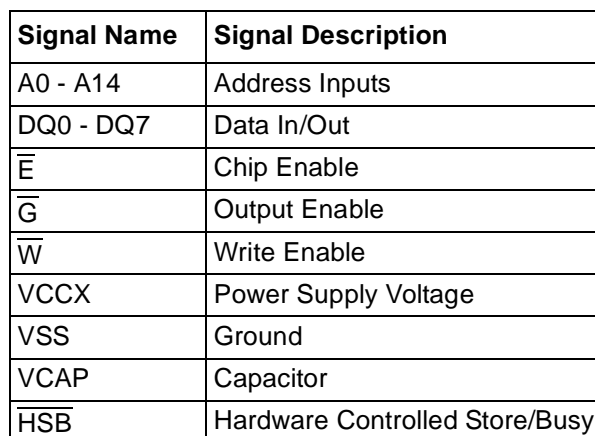 Signal Name Signal Description
A0 - A14 Address Inputs
DQ0 - DQ7 Data In/Out
E̅ Chip Enable
G̅ Output Enable
W̅ Write Enable
VCCX Power Supply Voltage
VSS Ground
VCAP Capacitor
H̅S̅B̅ Hardware Controlled Store/Busy